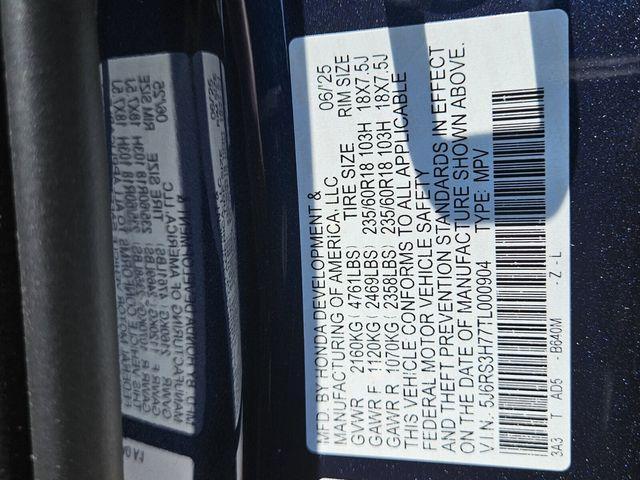 MFD. BY HONDA DEVELOPMENT &
MANUFACTURING OF AMERICA, LLC 06/25
GVWR 2160KG (4761LBS) TIRE SIZE RIM SIZE
GAWR F 1120KG (2469LBS) 235/60R18 103H 18X7.5J
GAWR R 1070KG (2358LBS) 235/60R18 103H 18X7.5J
THIS VEHICLE CONFORMS TO ALL APPLICABLE
FEDERAL MOTOR VEHICLE SAFETY
AND THEFT PREVENTION STANDARDS IN EFFECT
ON THE DATE OF MANUFACTURE SHOWN ABOVE.
V.I.N. 5J6RS3H77TL000904 TYPE: MPV
3A3 T AD5 - B640M - Z - L